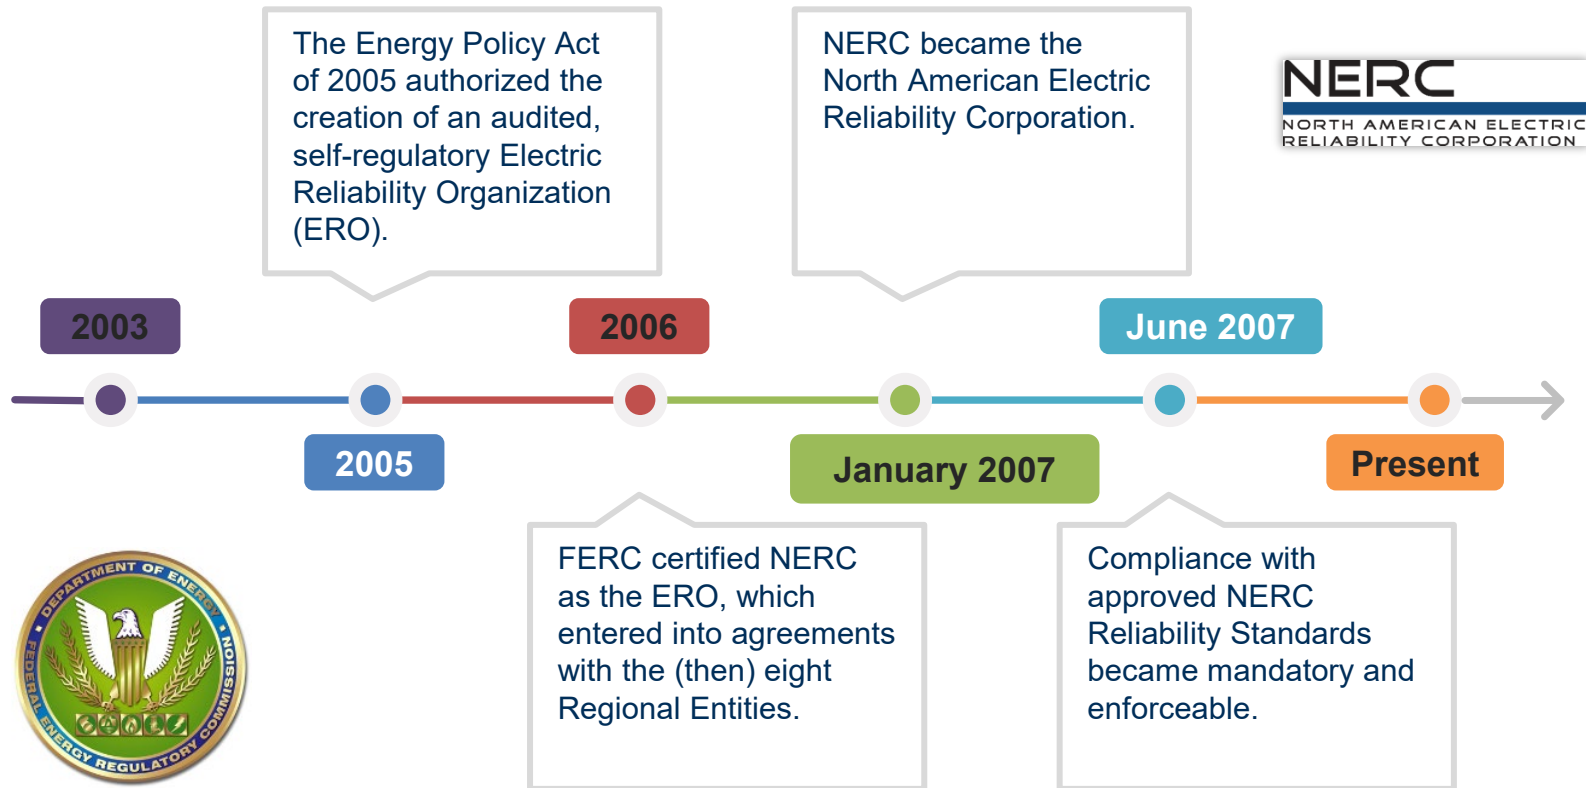 The Energy Policy Act
of 2005 authorized the
creation of an audited,
self-regulatory Electric
Reliability Organization
(ERO).
NERC became the
North American Electric
Reliability Corporation.
NERC
NORTH AMERICAN ELECTRIC
RELIABILITY CORPORATION
2003
2006
June 2007
2005
January 2007
Present
FERC certified NERC
as the ERO, which
entered into agreements
with the (then) eight
Regional Entities.
Compliance with
approved NERC
Reliability Standards
became mandatory and
enforceable.
DEPARTMENT OF ENERGY
FEDERAL ENERGY REGULATORY COMMISSION